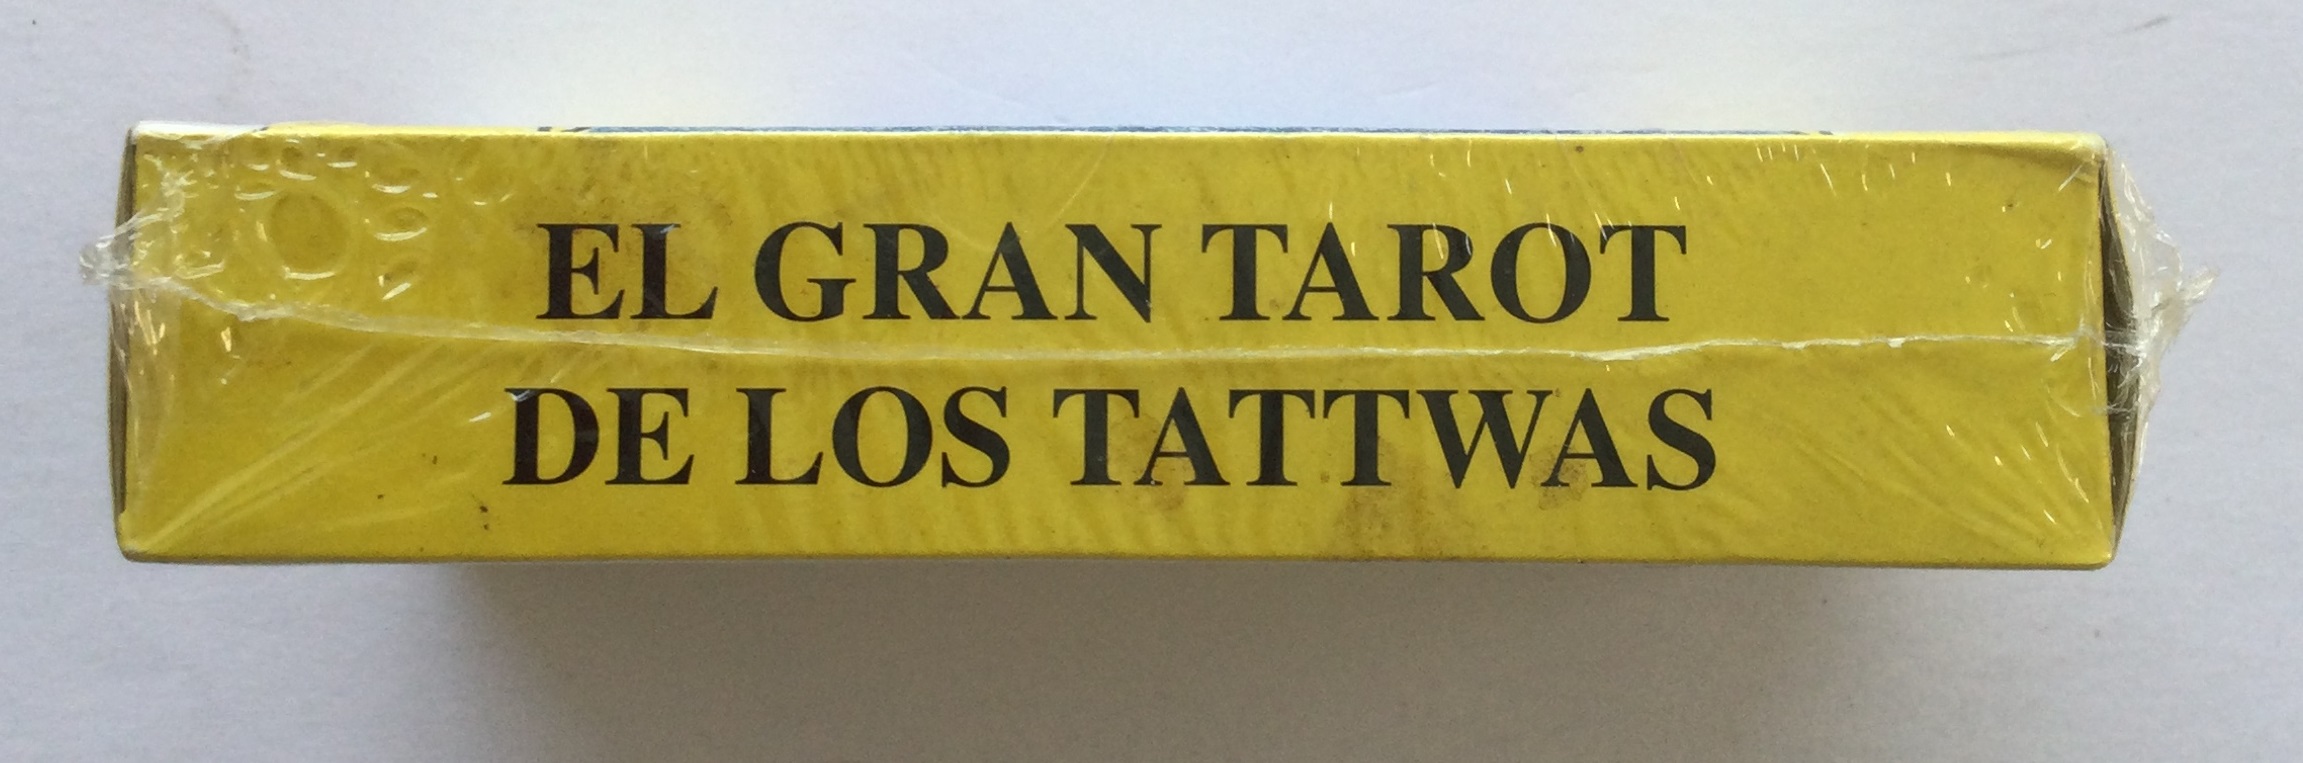 EL GRAN TAROT
DE LOS TATTWAS